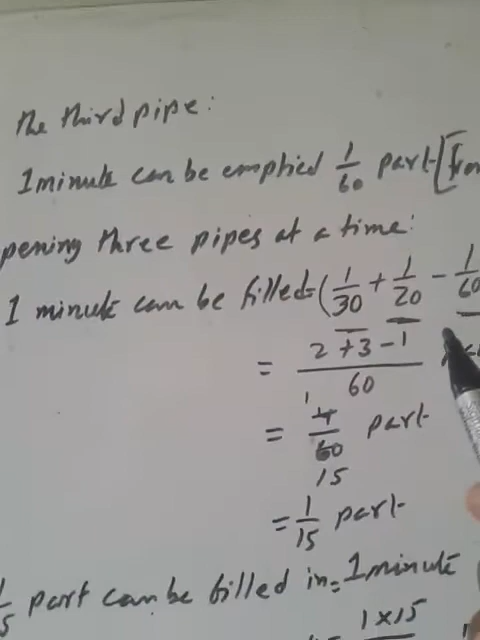 the third pipe:
1 minute can be emptied 1/60 part [from
pening three pipes at a time:
1 minute can be filled = (1/30 + 1/20 - 1/60
= 2+3-1/60
= 4/60 part
1
15
= 1/15 part
part can be filled in = 1 minute
1×15